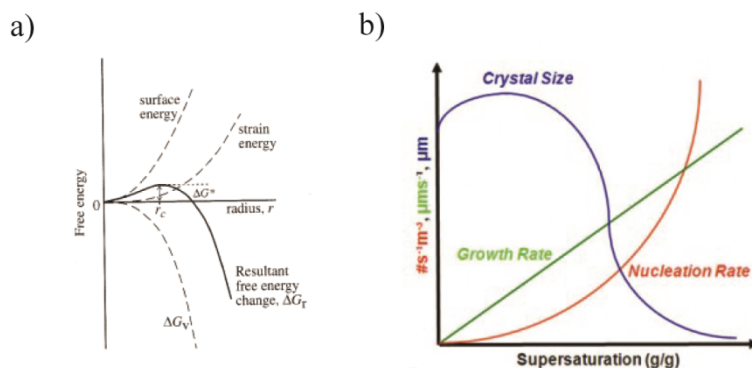 a)
b)
surface
energy
strain
energy
Free energy
0
ΔG*
r_c
radius, r
Resultant
free energy
change, ΔG_r
ΔG_v
Crystal Size
Growth Rate
Nucleation Rate
#s⁻¹m⁻³, μms⁻¹, μm
Supersaturation (g/g)